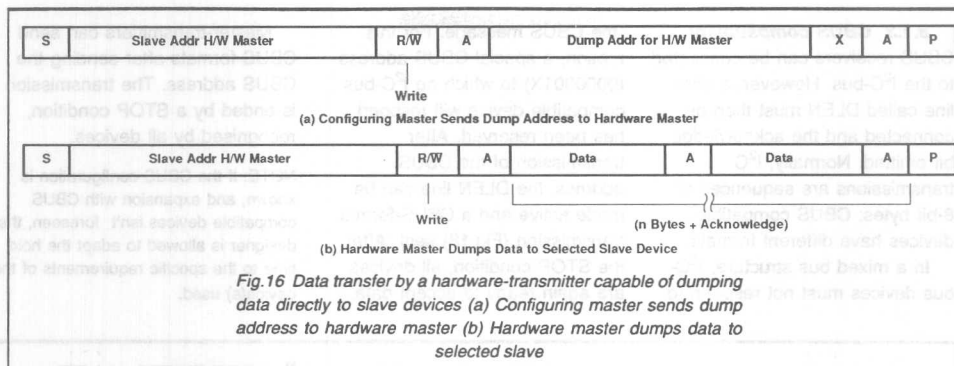 S Slave Addr H/W Master R/W A Dump Addr for H/W Master X A P
Write
(a) Configuring Master Sends Dump Address to Hardware Master
S Slave Addr H/W Master R/W A Data A Data A P
Write
(n Bytes + Acknowledge)
(b) Hardware Master Dumps Data to Selected Slave Device
Fig.16 Data transfer by a hardware-transmitter capable of dumping
data directly to slave devices (a) Configuring master sends dump
address to hardware master (b) Hardware master dumps data to
selected slave